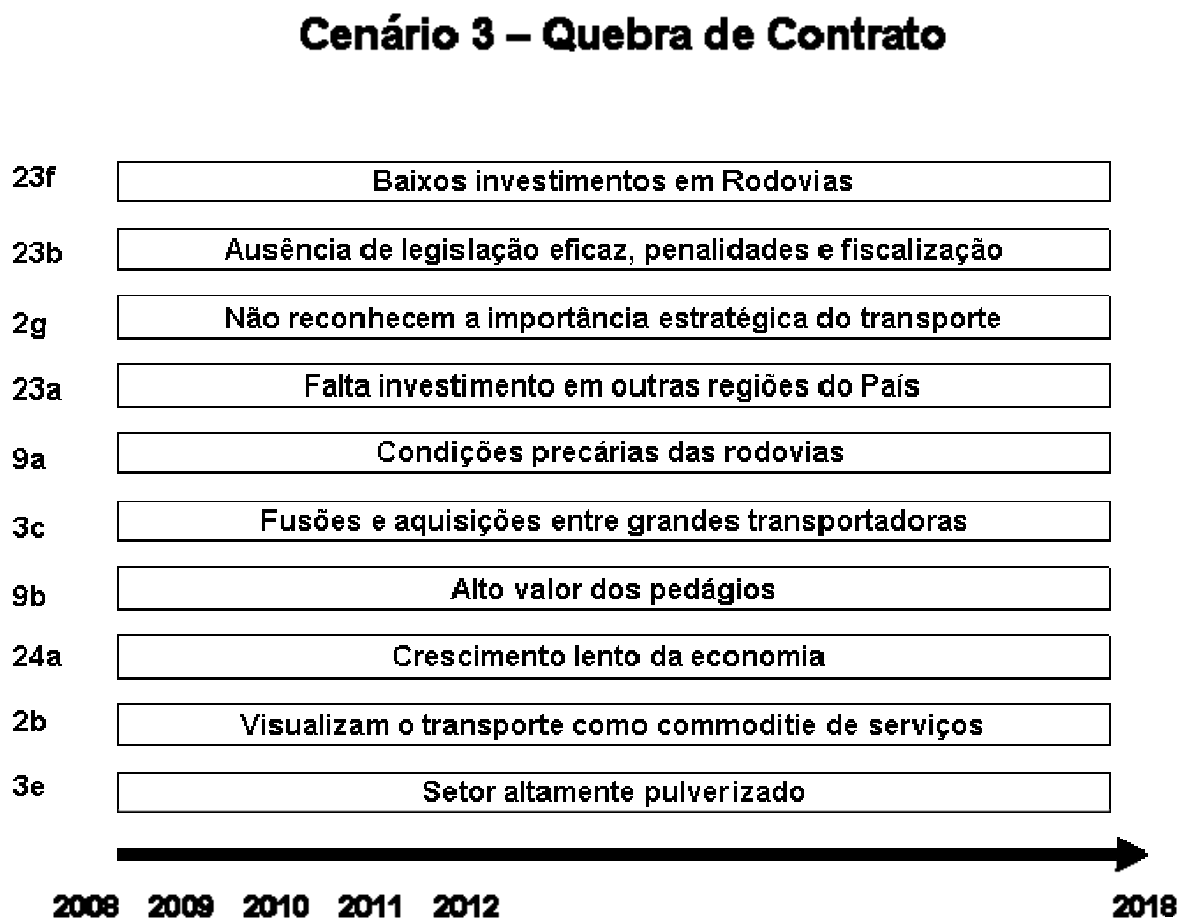 Cenário 3 – Quebra de Contrato
23f Baixos investimentos em Rodovias
23b Ausência de legislação eficaz, penalidades e fiscalização
2g Não reconhecem a importância estratégica do transporte
23a Falta investimento em outras regiões do País
9a Condições precárias das rodovias
3c Fusões e aquisições entre grandes transportadoras
9b Alto valor dos pedágios
24a Crescimento lento da economia
2b Visualizam o transporte como commoditie de serviços
3e Setor altamente pulverizado
2008 2009 2010 2011 2012 2018